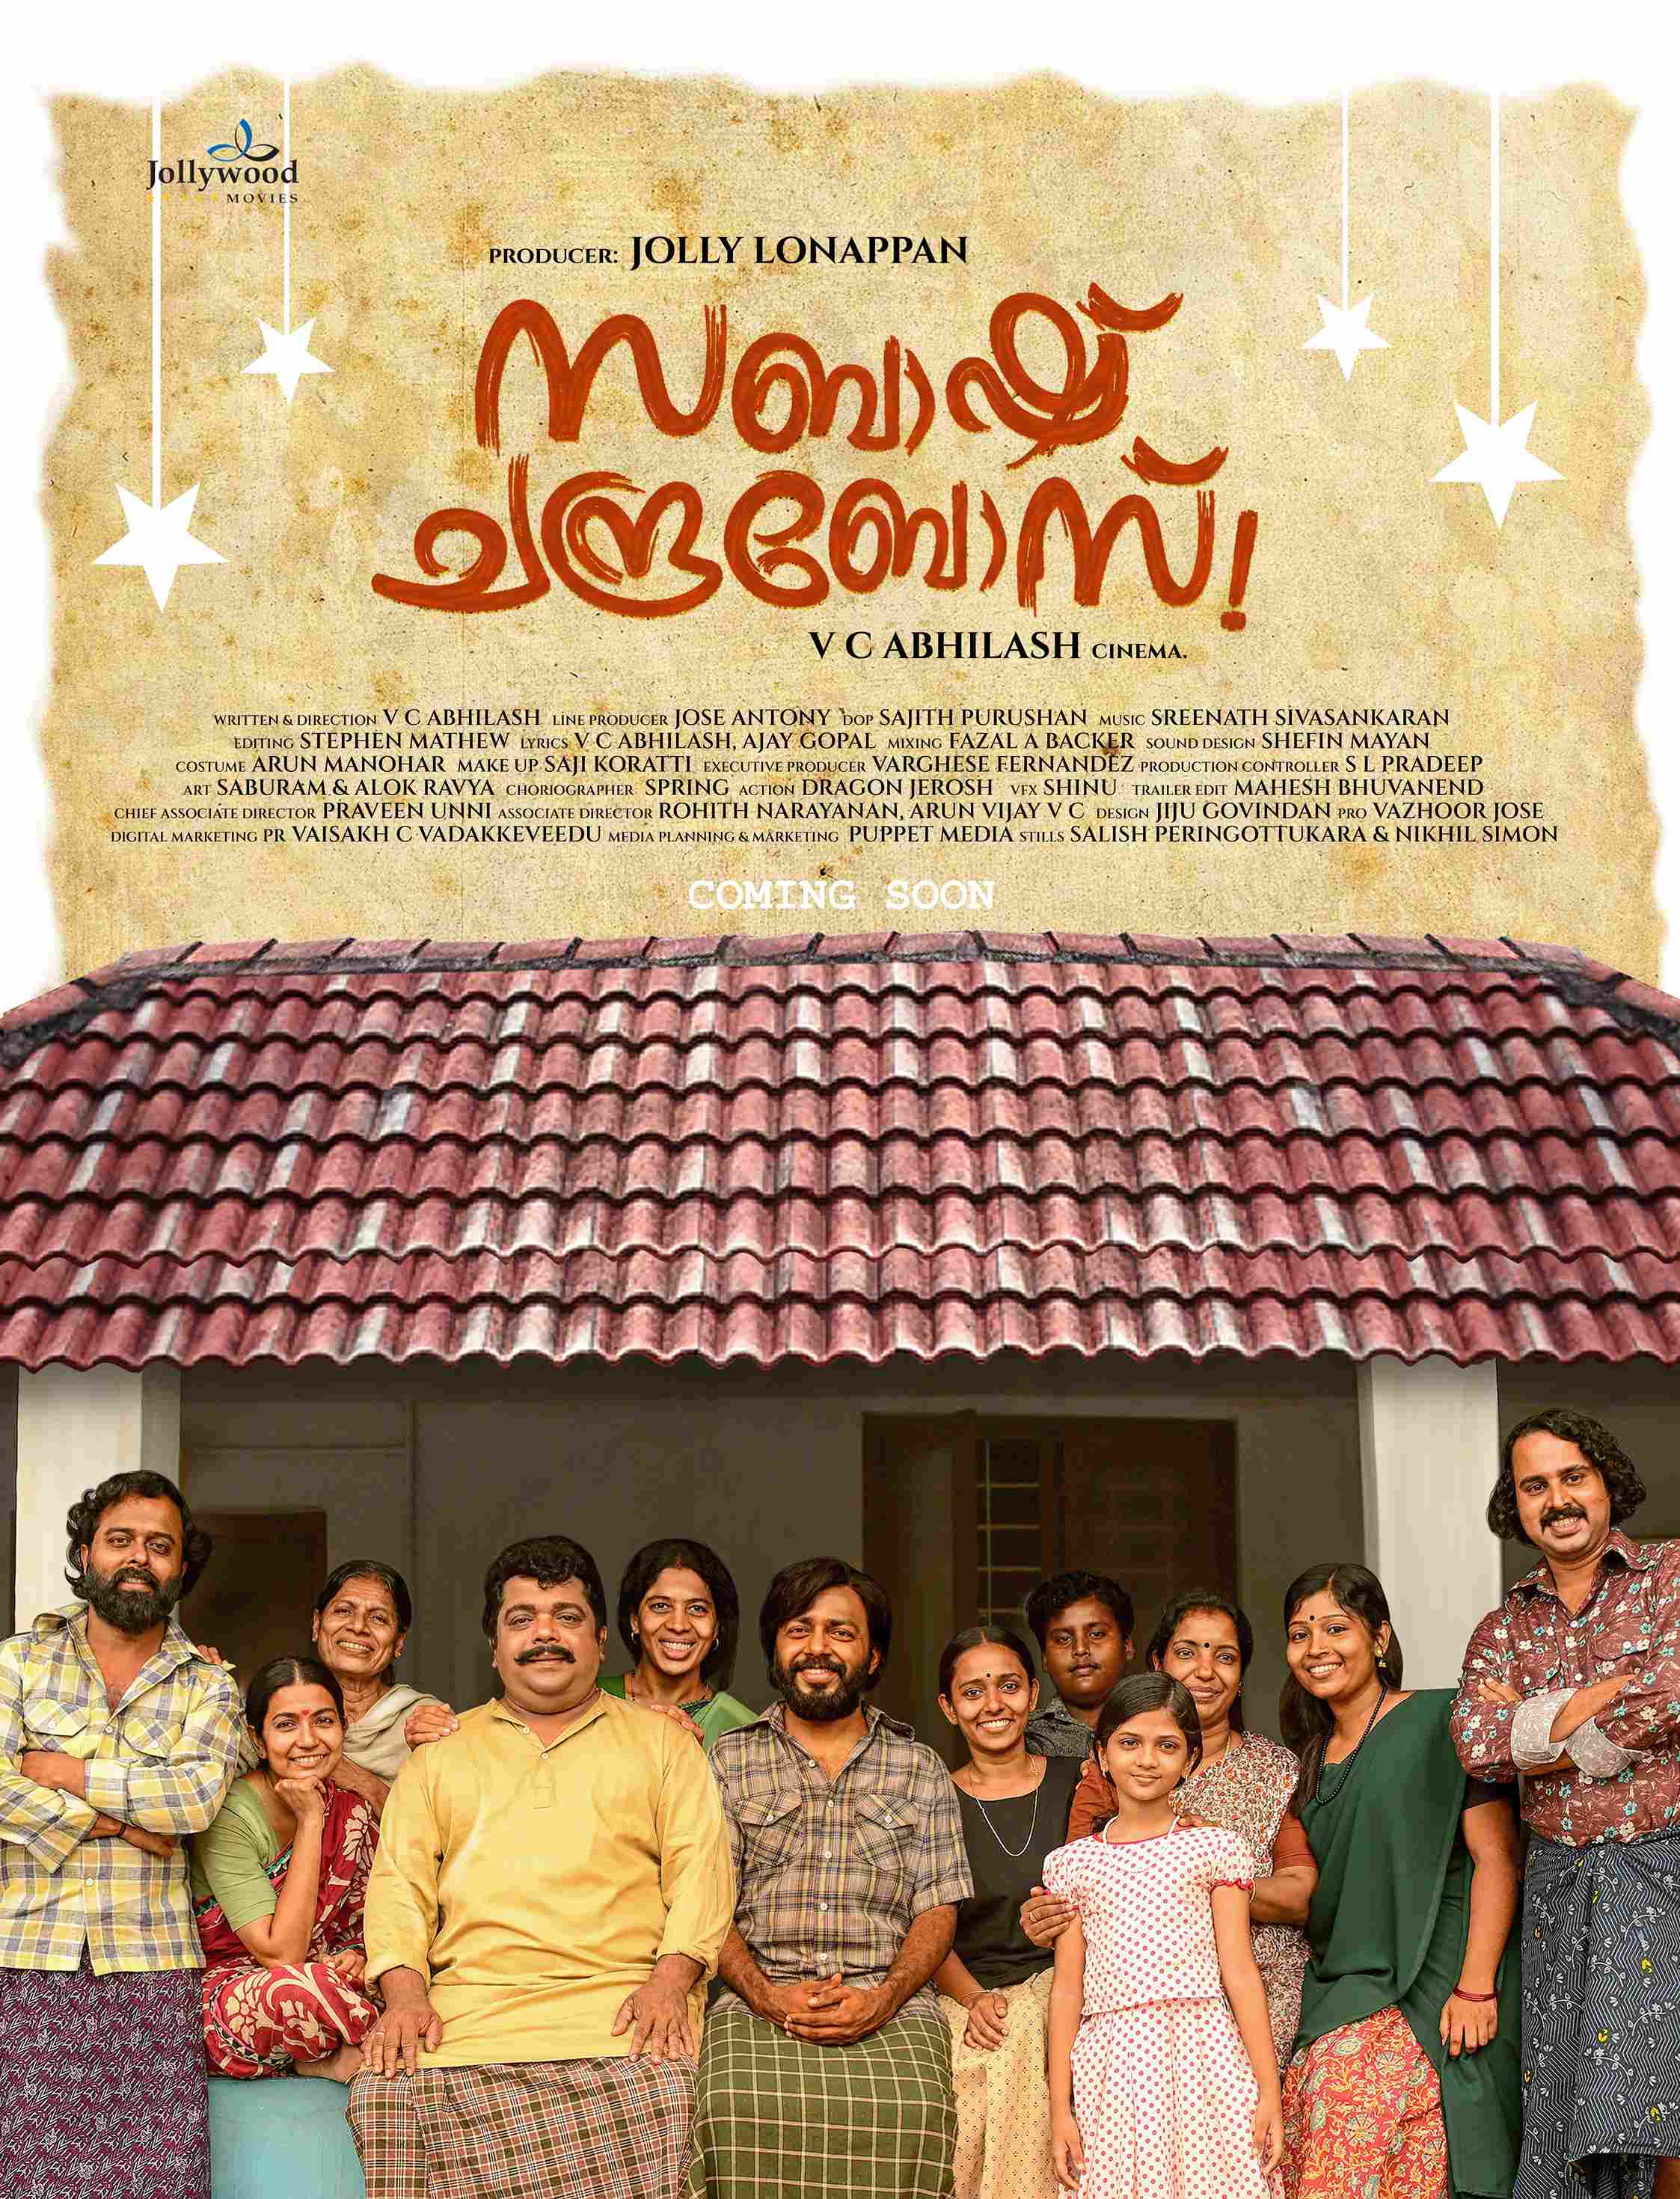 Jollywood
MOVIES
PRODUCER: JOLLY LONAPPAN
സബാഷ്
ചന്ദ്രബോസ്!
V C ABHILASH CINEMA.
WRITTEN & DIRECTION V C ABHILASH LINE PRODUCER JOSE ANTONY DOP SAJITH PURUSHAN MUSIC SREENATH SIVASANKARAN
EDITING STEPHEN MATHEW LYRICS V C ABHILASH, AJAY GOPAL MIXING FAZAL A BACKER SOUND DESIGN SHEFIN MAYAN
COSTUME ARUN MANOHAR MAKE UP SAJI KORATTI EXECUTIVE PRODUCER VARGHESE FERNANDEZ PRODUCTION CONTROLLER S L PRADEEP
ART SABURAM & ALOK RAVYA CHORIOGRAPHER SPRING ACTION DRAGON JEROSH VFX SHINU TRAILER EDIT MAHESH BHUVANEND
CHIEF ASSOCIATE DIRECTOR PRAVEEN UNNI ASSOCIATE DIRECTOR ROHITH NARAYANAN, ARUN VIJAY V C DESIGN JIJU GOVINDAN PRO VAZHOOR JOSE
DIGITAL MARKETING PR VAISAKH C VADAKKEVEEDU MEDIA PLANNING & MARKETING PUPPET MEDIA STILLS SALISH PERINGOTTUKARA & NIKHIL SIMON
COMING SOON